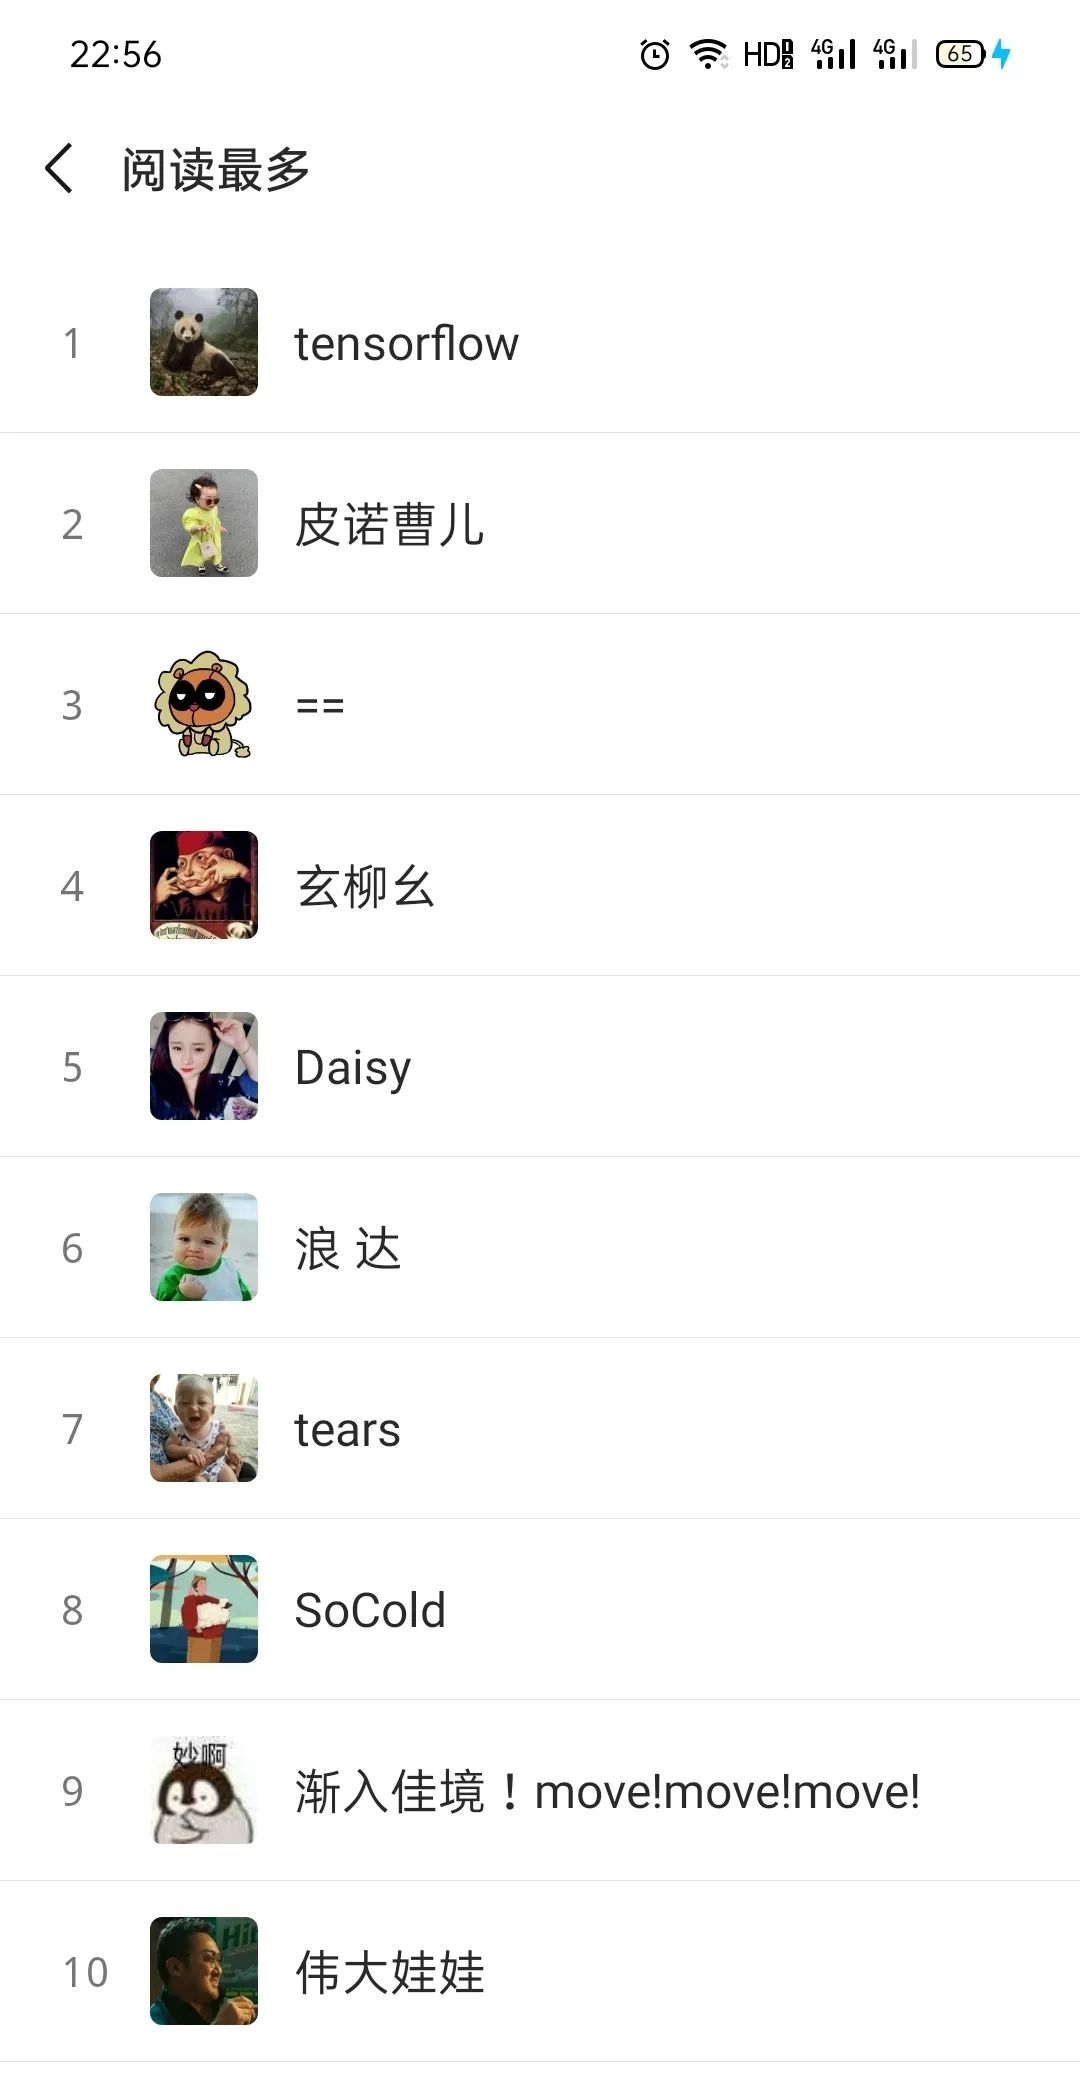 22:56
HD 1 2 4G 4G 65
阅读最多
1 tensorflow
2 皮诺曹儿
3 ==
4 玄柳幺
5 Daisy
6 浪 达
7 tears
8 SoCold
妙啊
9 渐入佳境！move!move!move!
10 伟大娃娃